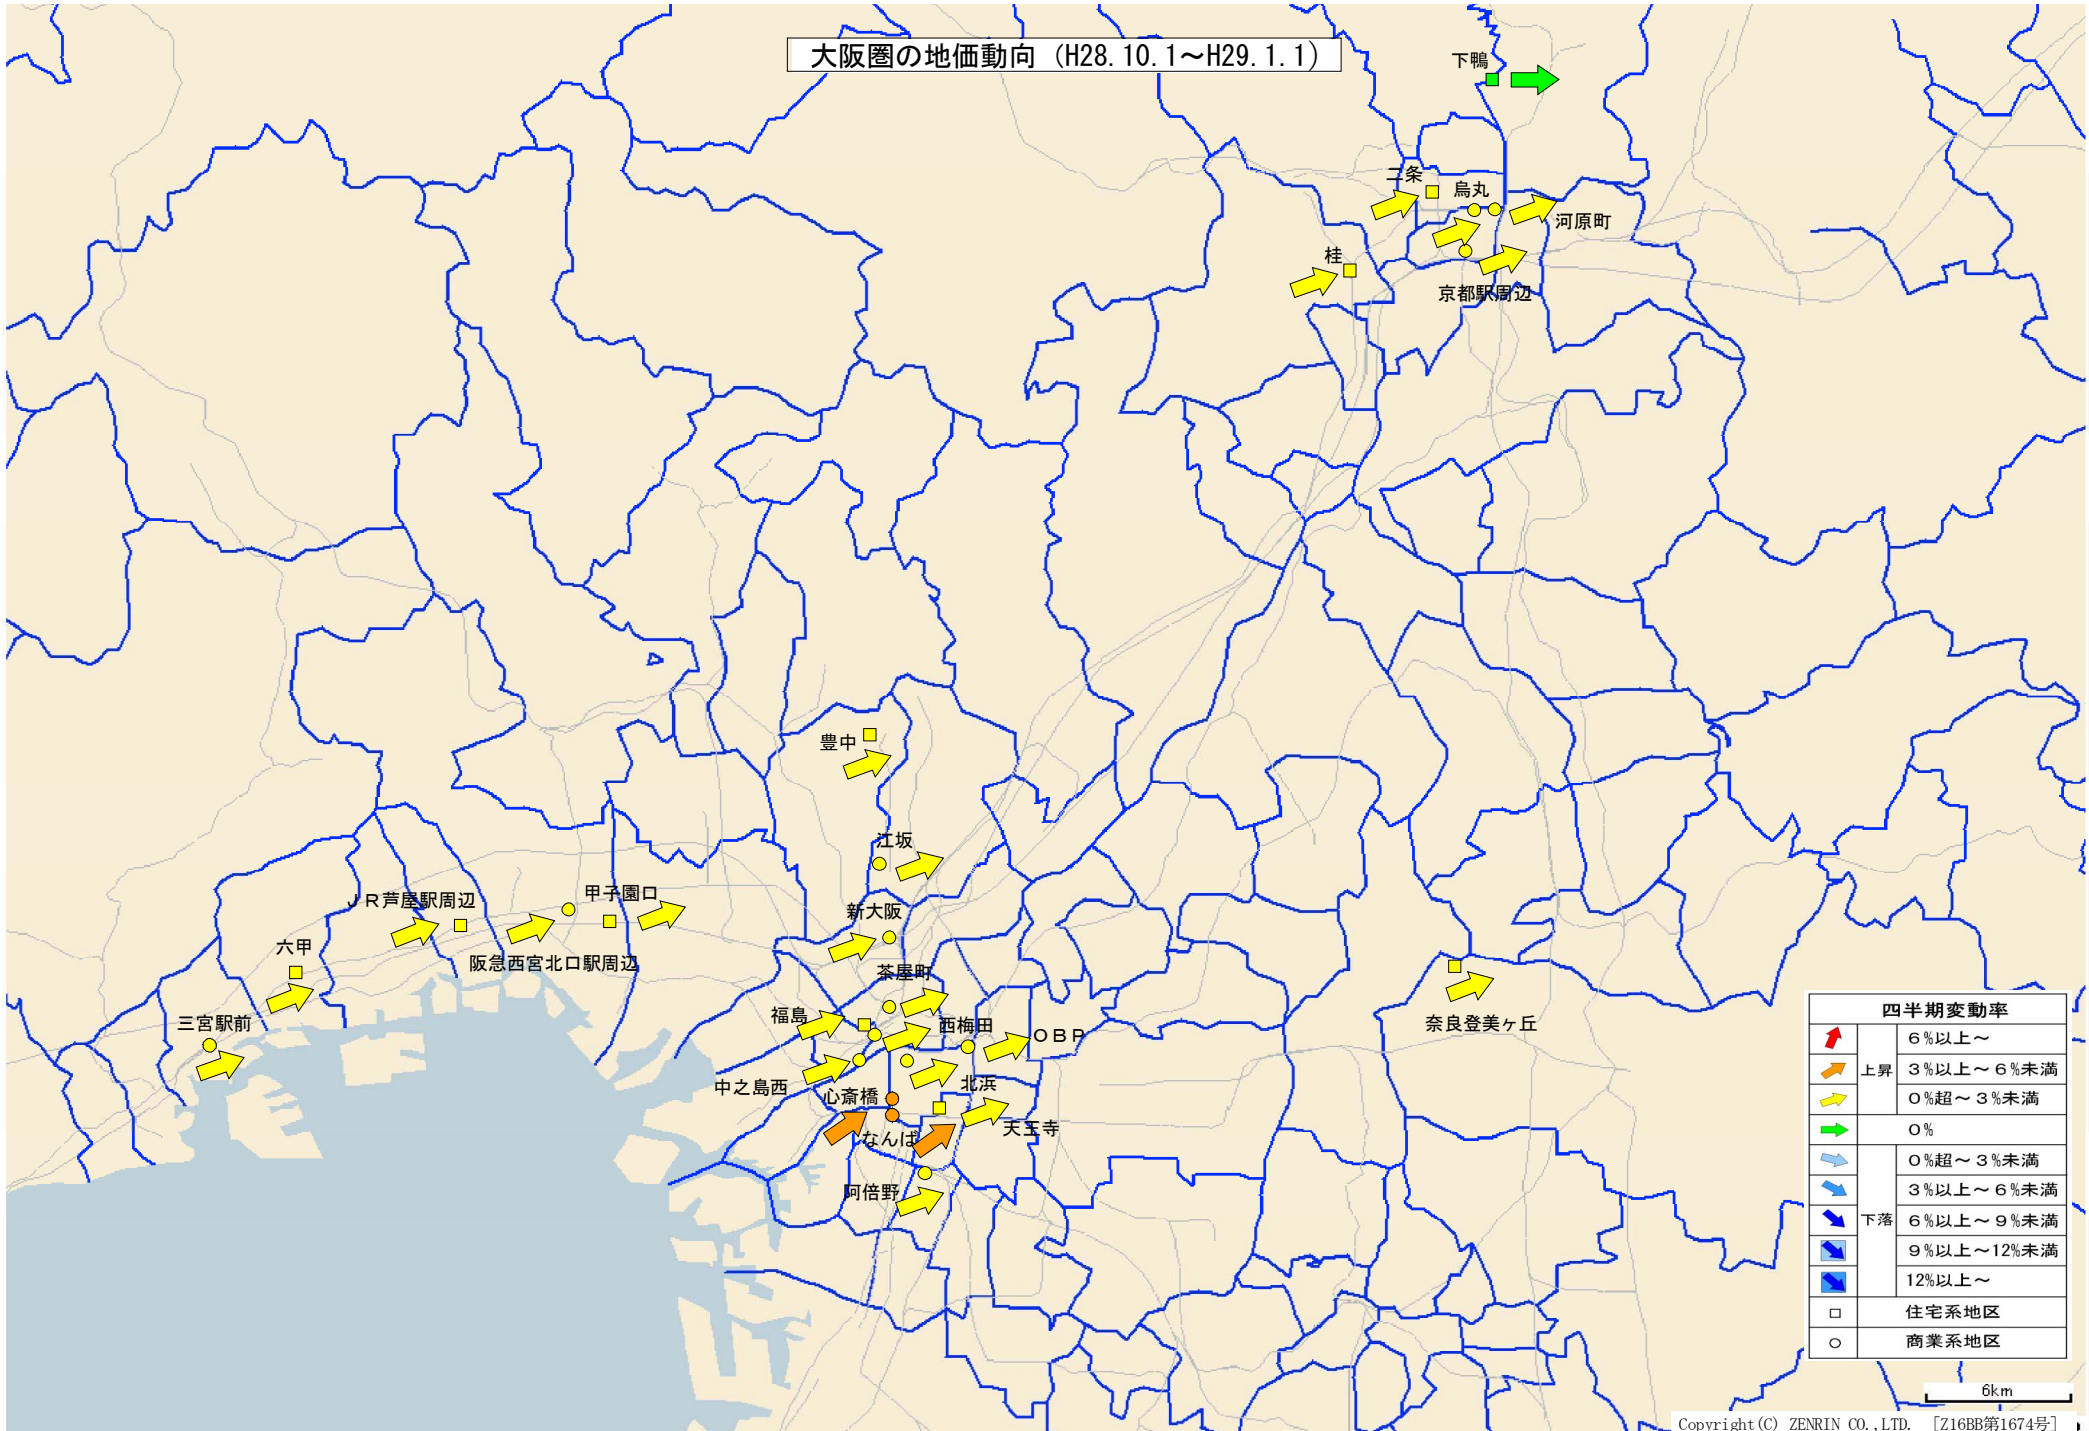 大阪圏の地価動向（H28.10.1～H29.1.1）
下鴨
二条
烏丸
河原町
桂
京都駅周辺
豊中
江坂
甲子園口
ＪＲ芦屋駅周辺
新大阪
六甲
阪急西宮北口駅周辺
茶屋町
三宮駅前
福島
西梅田
ＯＢＰ
奈良登美ヶ丘
中之島西
北浜
心斎橋
なんば
天王寺
阿倍野
四半期変動率
上昇
６%以上～
３%以上～６%未満
０%超～３%未満
０%
下落
０%超～３%未満
３%以上～６%未満
６%以上～９%未満
９%以上～12%未満
12%以上～
住宅系地区
商業系地区
6km
Copyright(C) ZENRIN CO.,LTD. [Z16BB第1674号]